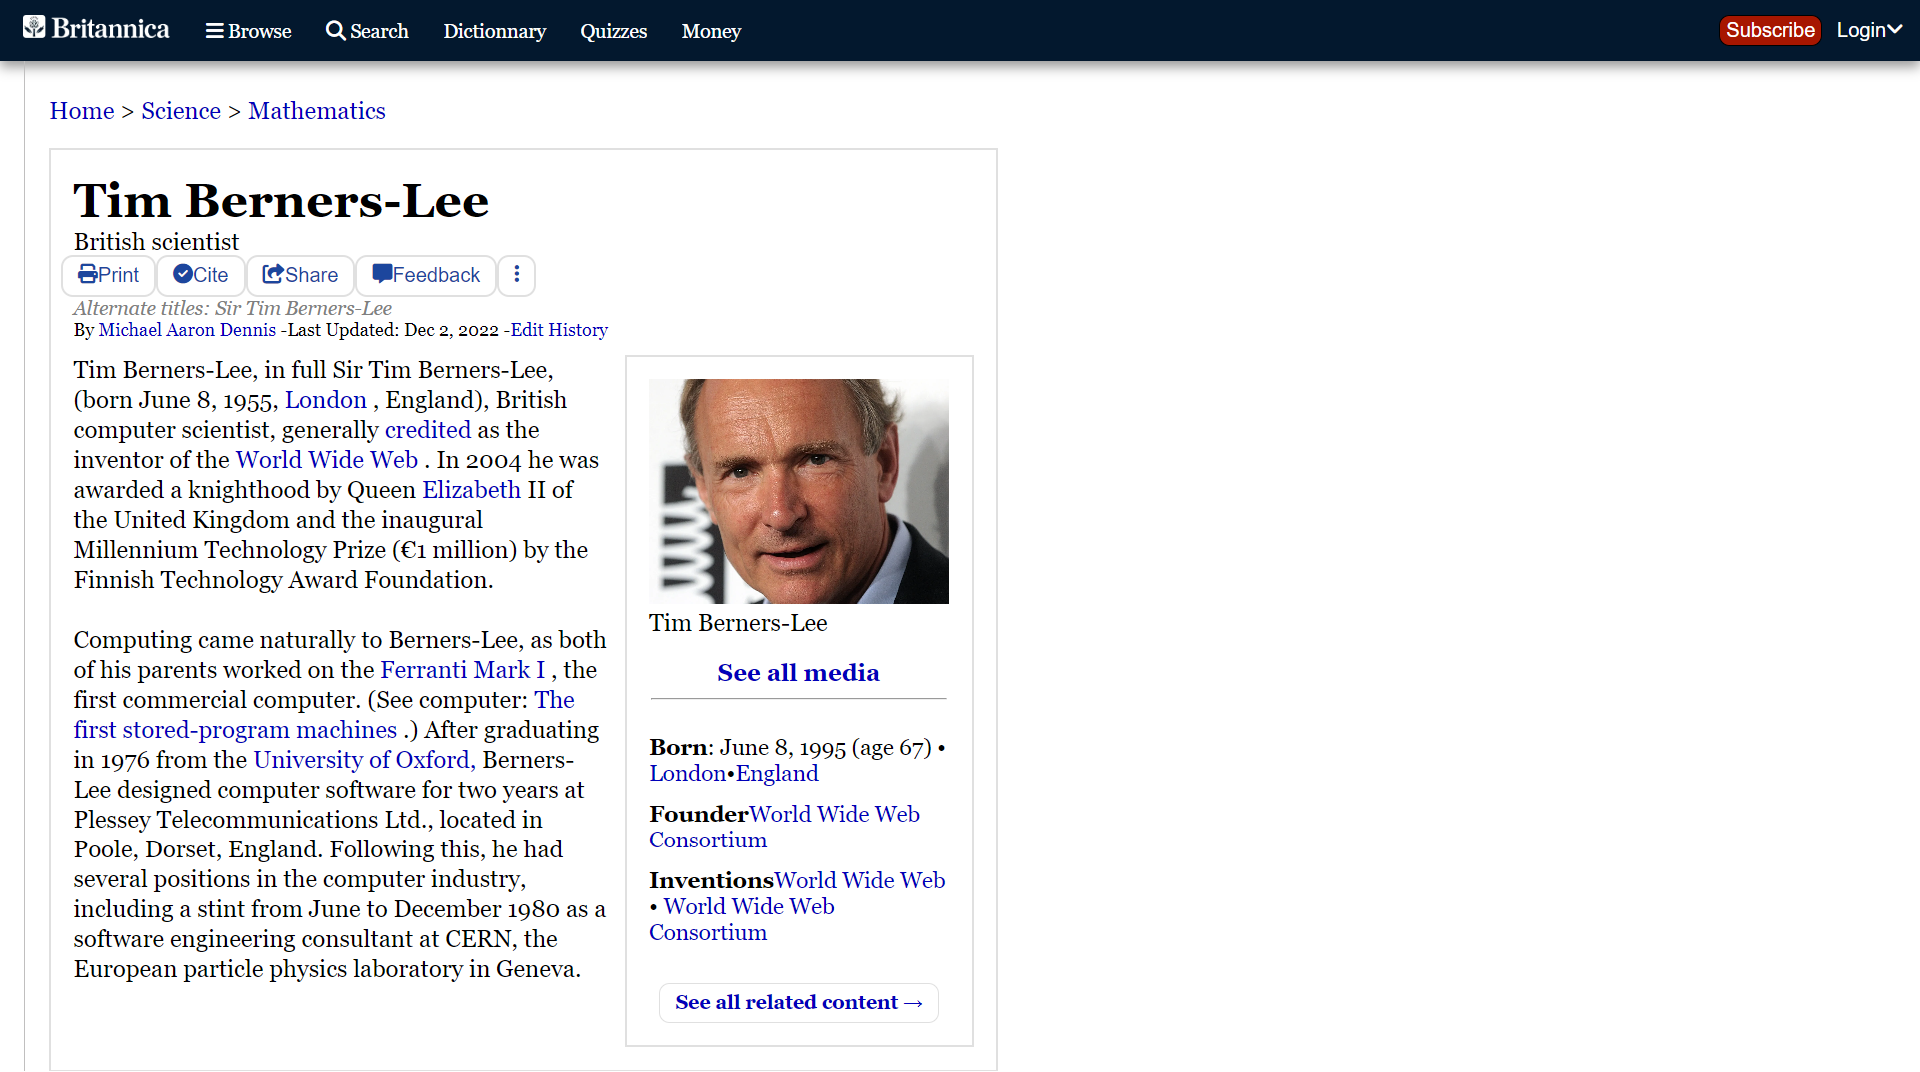 Britannica Browse Search Dictionnary Quizzes Money Subscribe Login
Home > Science > Mathematics
Tim Berners-Lee
British scientist
Print Cite Share Feedback
Alternate titles: Sir Tim Berners-Lee
By Michael Aaron Dennis -Last Updated: Dec 2, 2022 -Edit History
Tim Berners-Lee, in full Sir Tim Berners-Lee,
(born June 8, 1955, London , England), British
computer scientist, generally credited as the
inventor of the World Wide Web . In 2004 he was
awarded a knighthood by Queen Elizabeth II of
the United Kingdom and the inaugural
Millennium Technology Prize (€1 million) by the
Finnish Technology Award Foundation.
Computing came naturally to Berners-Lee, as both
of his parents worked on the Ferranti Mark I , the
first commercial computer. (See computer: The
first stored-program machines .) After graduating
in 1976 from the University of Oxford, Berners-
Lee designed computer software for two years at
Plessey Telecommunications Ltd., located in
Poole, Dorset, England. Following this, he had
several positions in the computer industry,
including a stint from June to December 1980 as a
software engineering consultant at CERN, the
European particle physics laboratory in Geneva.
Tim Berners-Lee
See all media
Born: June 8, 1995 (age 67) •
London•England
FounderWorld Wide Web
Consortium
InventionsWorld Wide Web
• World Wide Web
Consortium
See all related content →